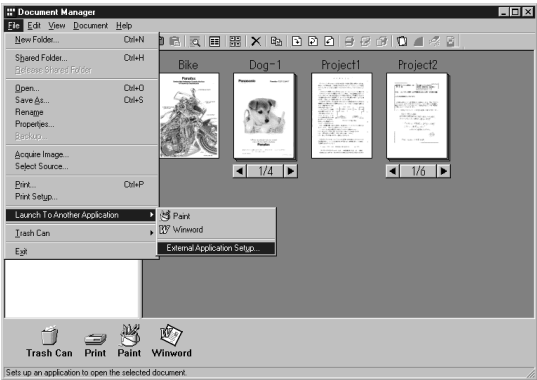 Document Manager
File Edit View Document Help
New Folder... Ctrl+N
Shared Folder... Ctrl+H
Release Shared Folder
Open... Ctrl+O
Save As... Ctrl+S
Rename
Properties...
Backup...
Acquire Image...
Select Source...
Print... Ctrl+P
Print Setup...
Launch To Another Application
Trash Can
Exit
Paint
Winword
External Application Setup...
Bike Dog-1 Project1 Project2
Panasonic
1/4 1/6
Trash Can Print Paint Winword
Sets up an application to open the selected document.